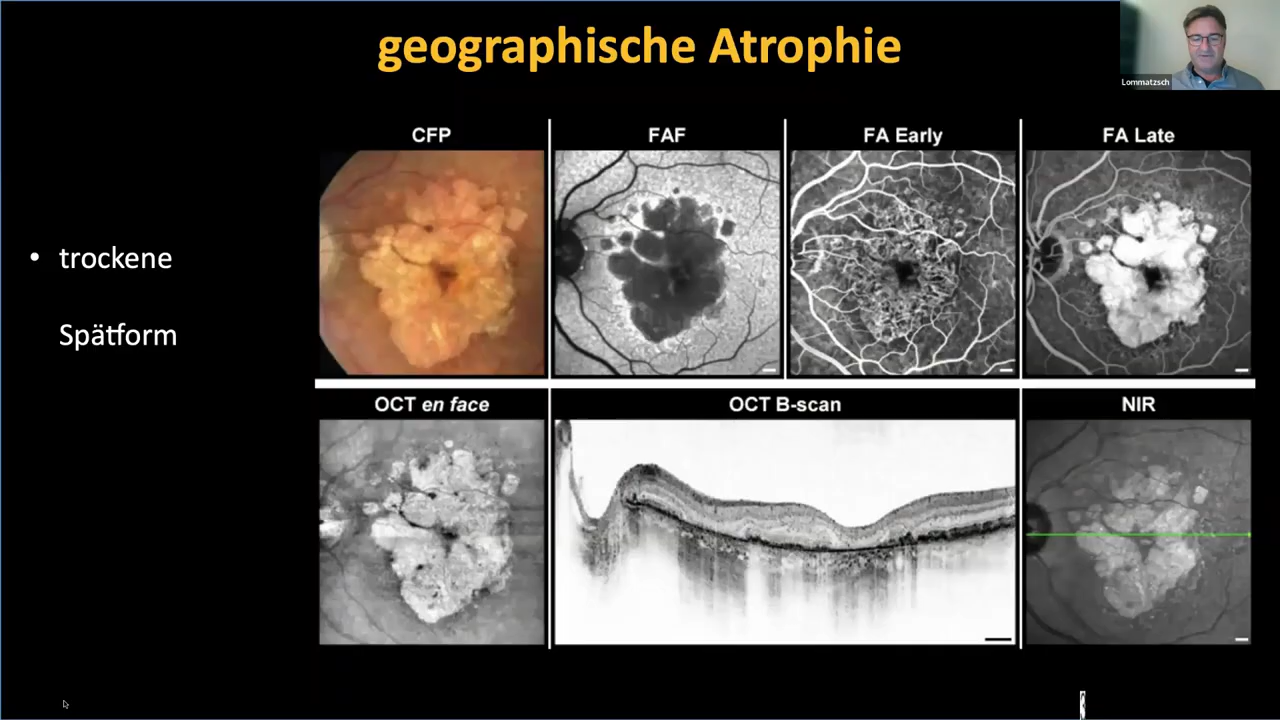 geographische Atrophie
Lommatzsch
CFP
FAF
FA Early
FA Late
• trockene
Spätform
OCT en face
OCT B-scan
NIR